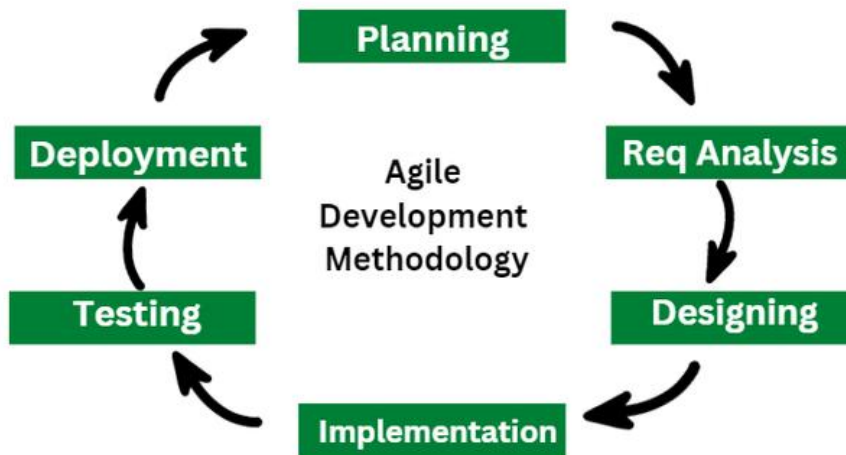 Planning
Deployment
Req Analysis
Agile
Development
Methodology
Testing
Designing
Implementation